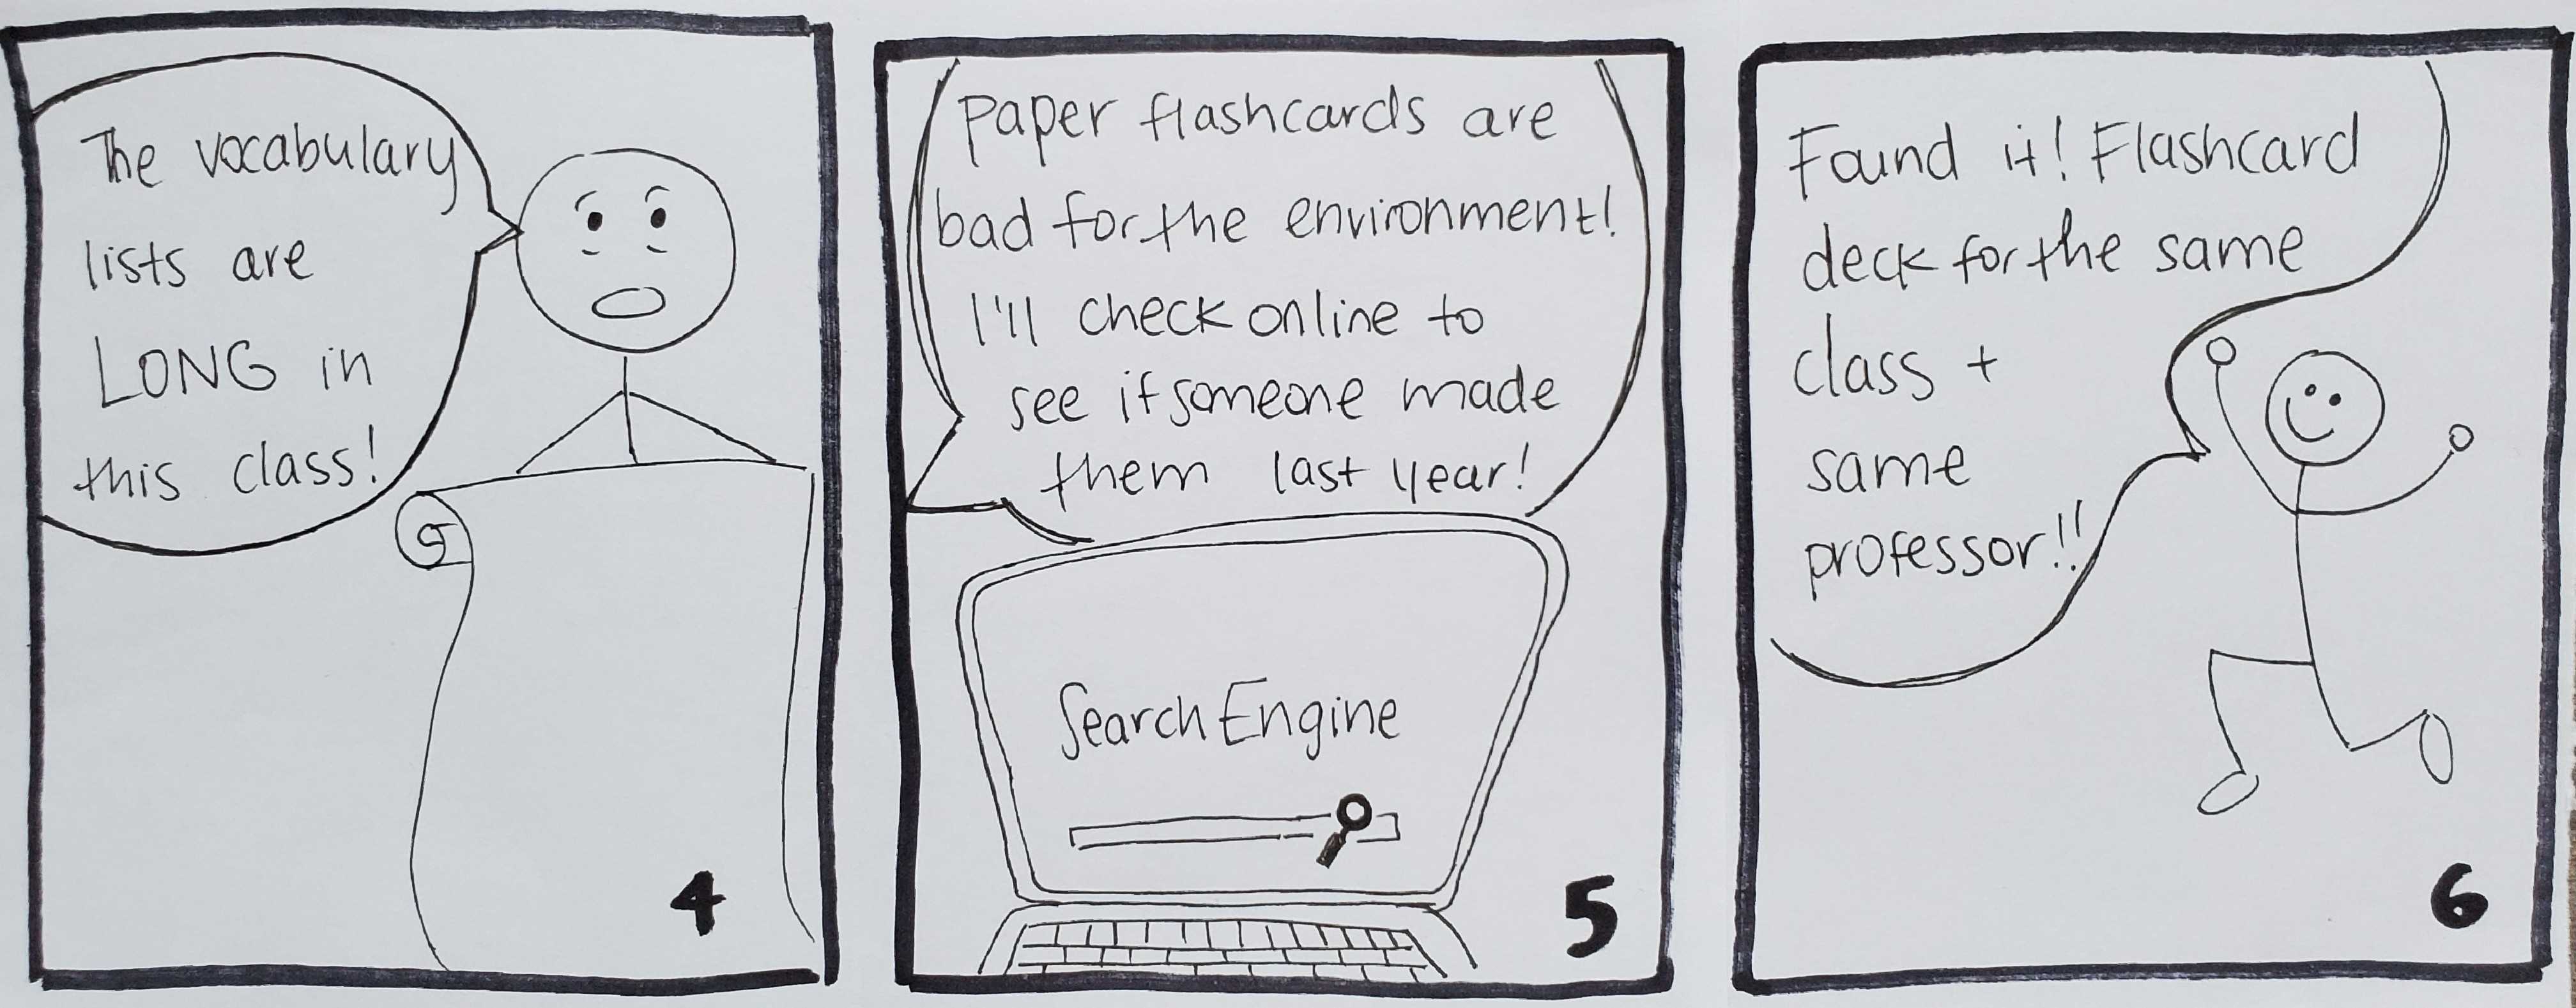 The vocabulary
lists are
LONG in
this class!
4
Paper flashcards are
bad for the environment!
I'll check online to
see if someone made
them last year!
Search Engine
5
Found it! Flashcard
deck for the same
class +
same
professor!!
6